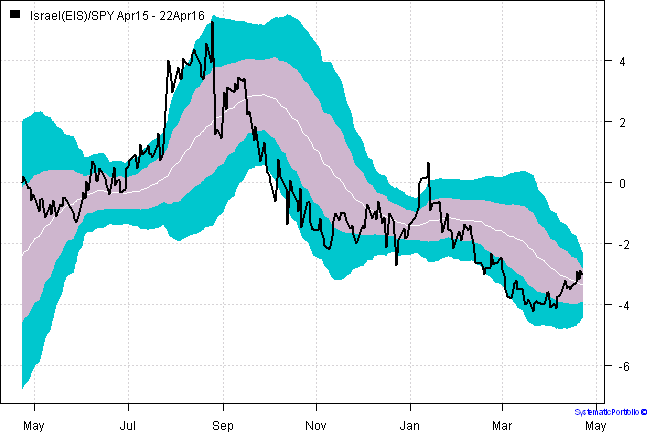 Israel(EIS)/SPY Apr15 - 22Apr16
4
2
0
-2
-4
-6
SystematicPortfolio ©
May Jul Sep Nov Jan Mar May